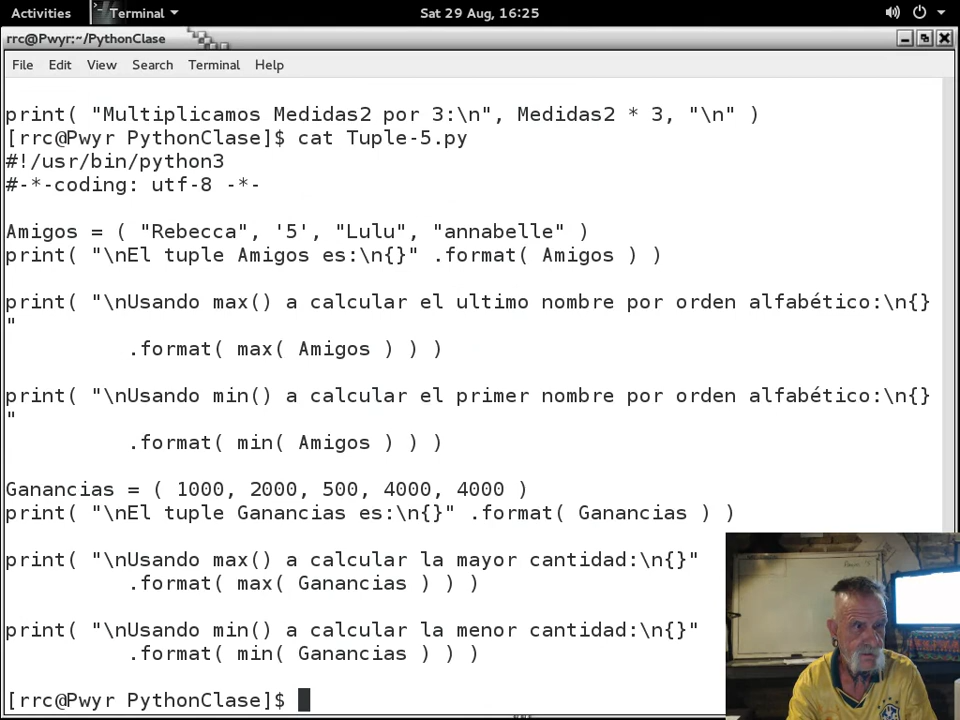 Activities Terminal Sat 29 Aug, 16:25
rrc@Pwyr:~/PythonClase
File Edit View Search Terminal Help
print( "Multiplicamos Medidas2 por 3:\n", Medidas2 * 3, "\n" )
[rrc@Pwyr PythonClase]$ cat Tuple-5.py
#!/usr/bin/python3
#-*-coding: utf-8 -*-
Amigos = ( "Rebecca", '5', "Lulu", "annabelle" )
print( "\nEl tuple Amigos es:\n{}" .format( Amigos ) )
print( "\nUsando max() a calcular el ultimo nombre por orden alfabético:\n{}
"
.format( max( Amigos ) ) )
print( "\nUsando min() a calcular el primer nombre por orden alfabético:\n{}
"
.format( min( Amigos ) ) )
Ganancias = ( 1000, 2000, 500, 4000, 4000 )
print( "\nEl tuple Ganancias es:\n{}" .format( Ganancias ) )
print( "\nUsando max() a calcular la mayor cantidad:\n{}"
.format( max( Ganancias ) ) )
print( "\nUsando min() a calcular la menor cantidad:\n{}"
.format( min( Ganancias ) ) )
[rrc@Pwyr PythonClase]$